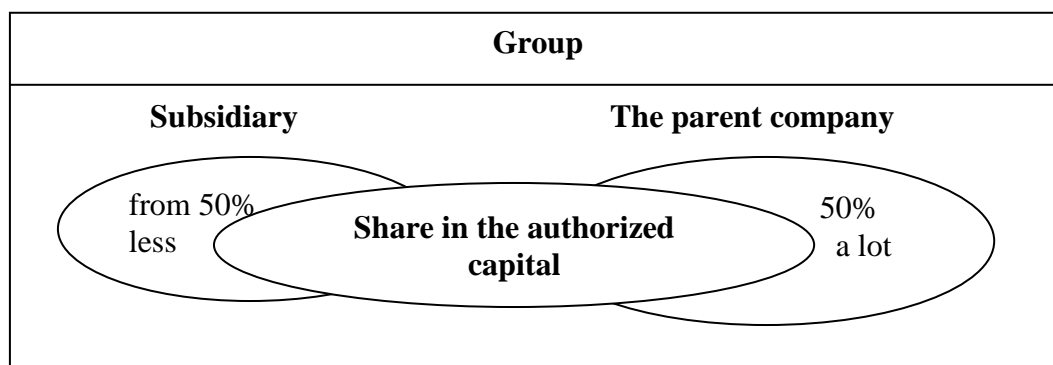 Group
Subsidiary
The parent company
from 50%
less
Share in the authorized
capital
50%
a lot